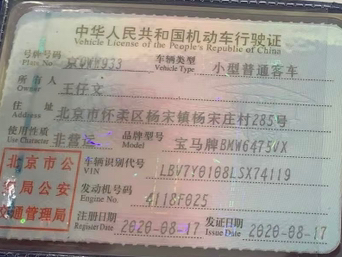 中华人民共和国机动车行驶证
Vehicle License of the People's Republic of China
号牌号码 车辆类型 小型普通客车
Plate No. Vehicle Type
所有人 王仔文
Owner
住址 北京市怀柔区杨宋镇杨宋庄村285号
Address
使用性质 非营运 品牌型号 宝马牌BMW6475VX
Use Character Model
北京市公
安局公安
交通管理局
车辆识别代号 LBV7Y0108LSX74119
VIN
发动机号码 4118F025
Engine No.
注册日期 2020-08-17 发证日期 2020-08-17
Register Date Issue Date